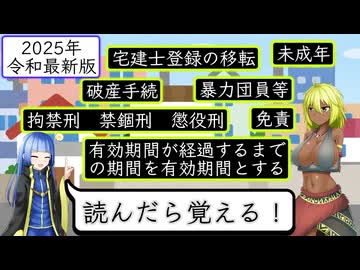 2025年
令和最新版
宅建士登録の移転
未成年
破産手続
暴力団員等
拘禁刑 禁錮刑 懲役刑
免責
有効期間が経過するまで
の期間を有効期間とする
読んだら覚える！